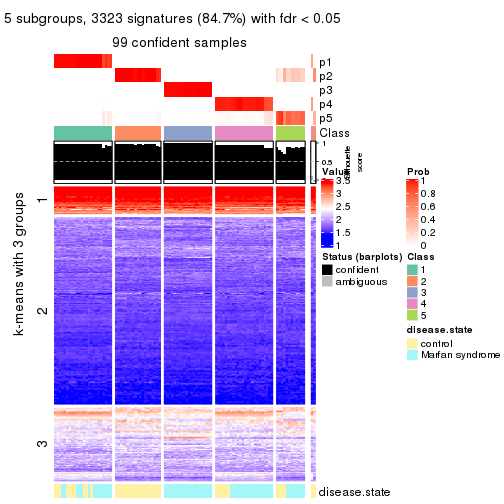 5 subgroups, 3323 signatures (84.7%) with fdr < 0.05
99 confident samples
p1
p2
p3
p4
p5
Class
1
0.5
0
Silhouette
score
k-means with 3 groups
1
2
3
Value
3.5
3
2.5
2
1.5
1
Prob
1
0.8
0.6
0.4
0.2
0
Status (barplots)
confident
ambiguous
Class
1
2
3
4
5
disease.state
control
Marfan syndrome
disease.state